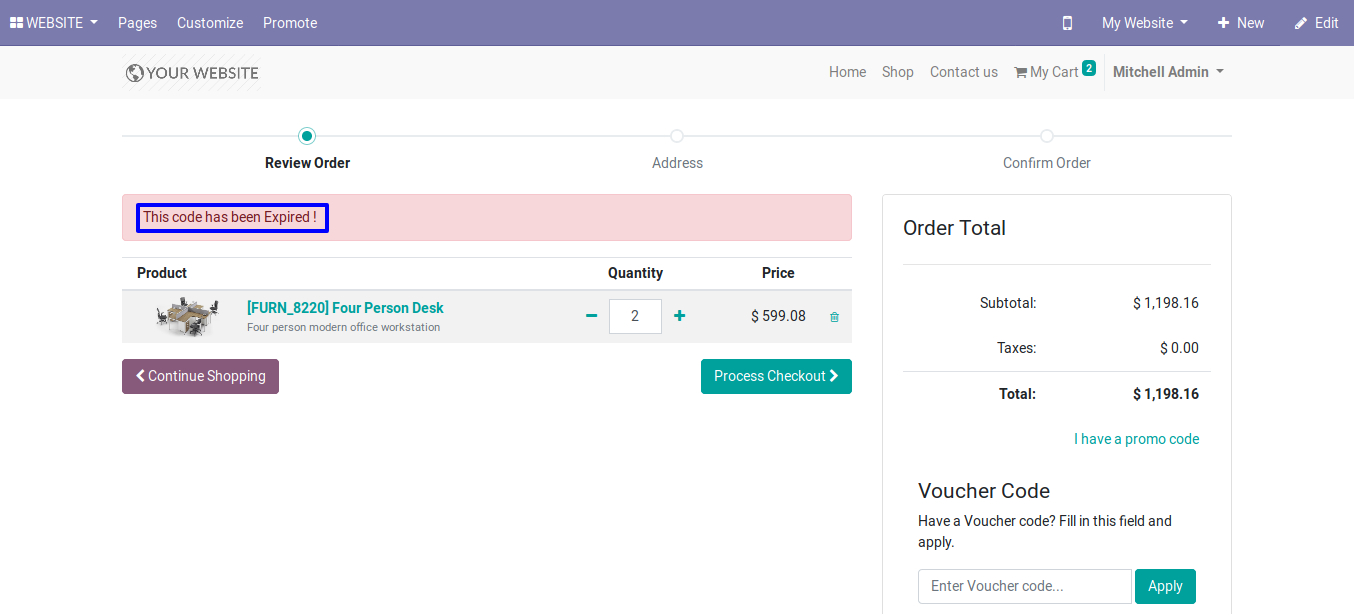 WEBSITE Pages Customize Promote My Website New Edit
YOUR WEBSITE Home Shop Contact us My Cart 2 Mitchell Admin
Review Order Address Confirm Order
This code has been Expired !
Product Quantity Price
[FURN_8220] Four Person Desk
Four person modern office workstation
2 $ 599.08
Continue Shopping Process Checkout
Order Total
Subtotal: $ 1,198.16
Taxes: $ 0.00
Total: $ 1,198.16
I have a promo code
Voucher Code
Have a Voucher code? Fill in this field and
apply.
Enter Voucher code... Apply